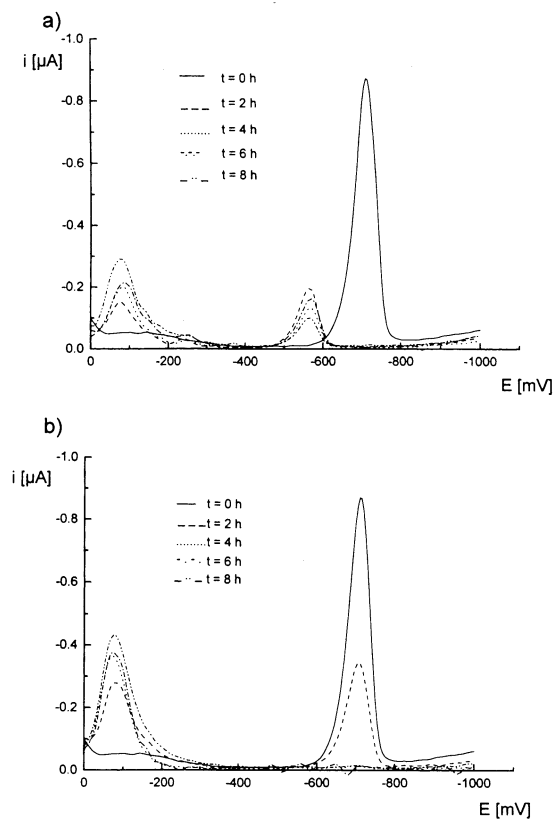 a)
-1.0
i [µA]
-0.8
-0.6
-0.4
-0.2
0.0
t = 0 h
t = 2 h
t = 4 h
t = 6 h
t = 8 h
0 -200 -400 -600 -800 -1000
E [mV]
b)
-1.0
i [µA]
-0.8
-0.6
-0.4
-0.2
0.0
t = 0 h
t = 2 h
t = 4 h
t = 6 h
t = 8 h
0 -200 -400 -600 -800 -1000
E [mV]